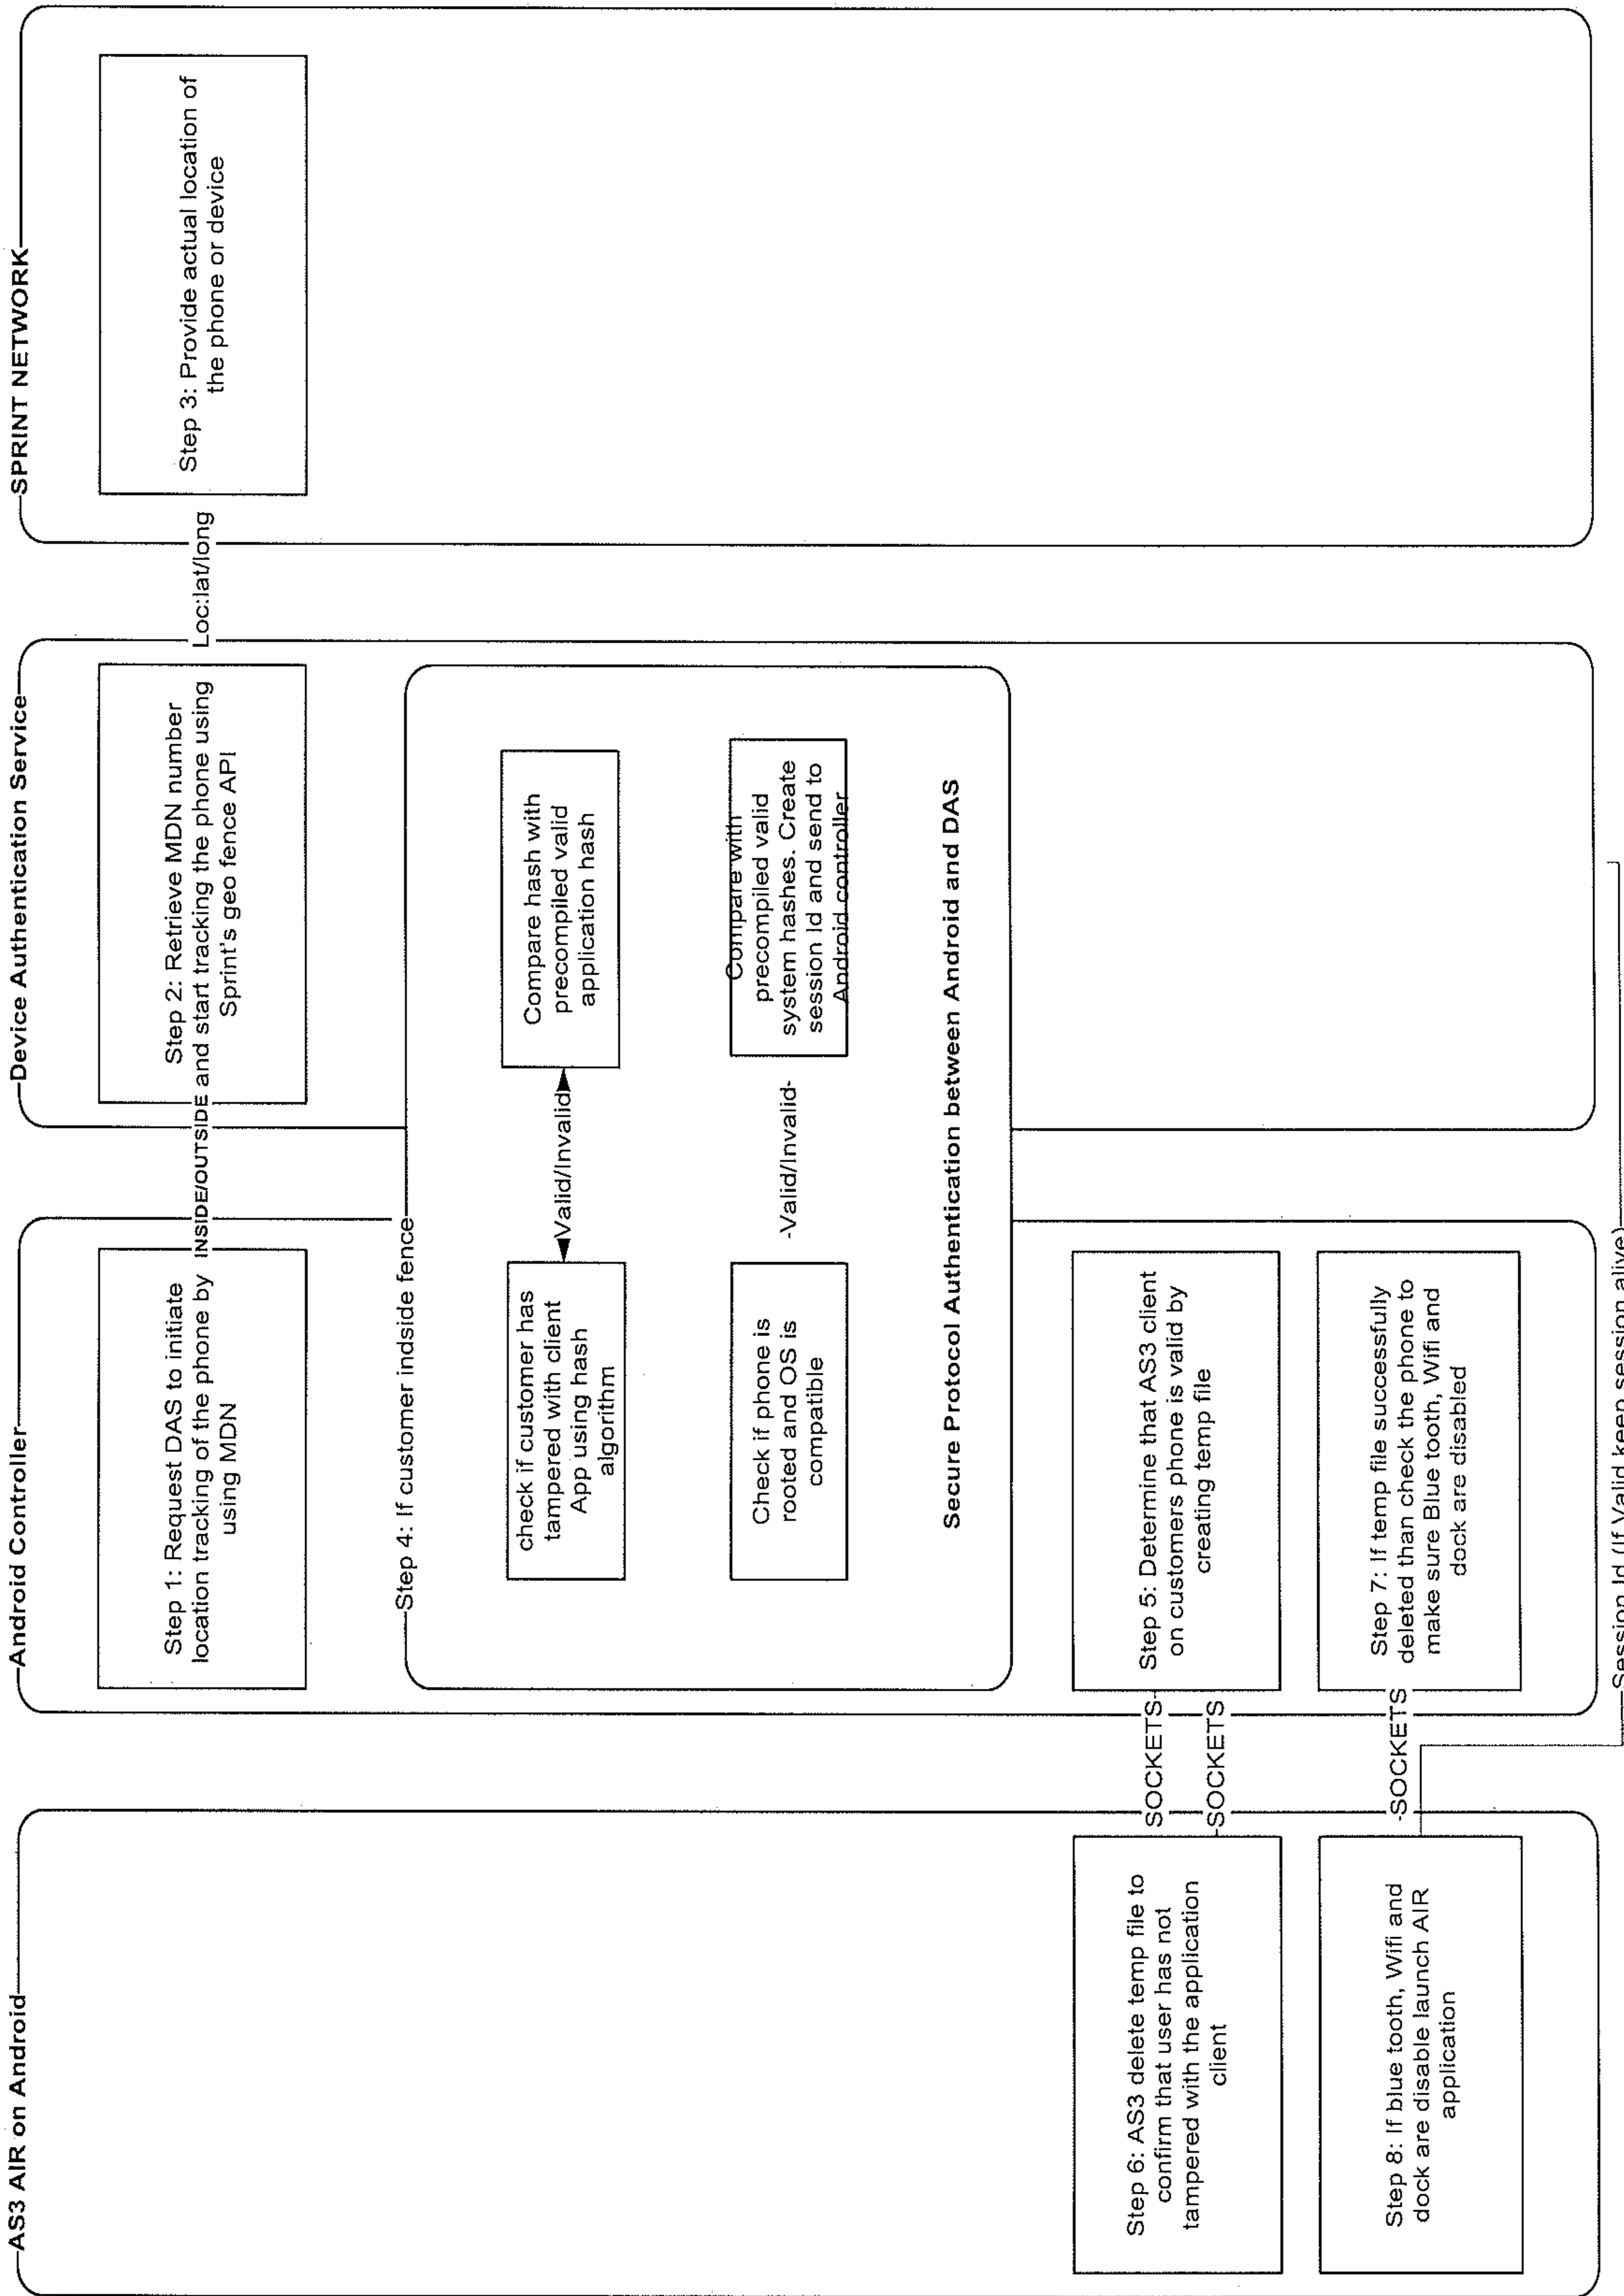 AS3 AIR on Android
Android Controller
Device Authentication Service
SPRINT NETWORK
Step 1: Request DAS to initiate
location tracking of the phone by
using MDN
INSIDE/OUTSIDE
Step 2: Retrieve MDN number
and start tracking the phone using
Sprint's geo fence API
Loc:lat/long
Step 3: Provide actual location of
the phone or device
Step 4: If customer indside fence
check if customer has
tampered with client
App using hash
algorithm
Valid/Invalid
Compare hash with
precompiled valid
application hash
Check if phone is
rooted and OS is
compatible
-Valid/Invalid-
Compare with
precompiled valid
system hashes. Create
session Id and send to
Android controller
Secure Protocol Authentication between Android and DAS
Step 6: AS3 delete temp file to
confirm that user has not
tampered with the application
client
SOCKETS
SOCKETS
Step 5: Determine that AS3 client
on customers phone is valid by
creating temp file
Step 8: If blue tooth, Wifi and
dock are disable launch AIR
application
-SOCKETS
Step 7: If temp file successfully
deleted than check the phone to
make sure Blue tooth, Wifi and
dock are disabled
Session Id (If Valid keep session alive)